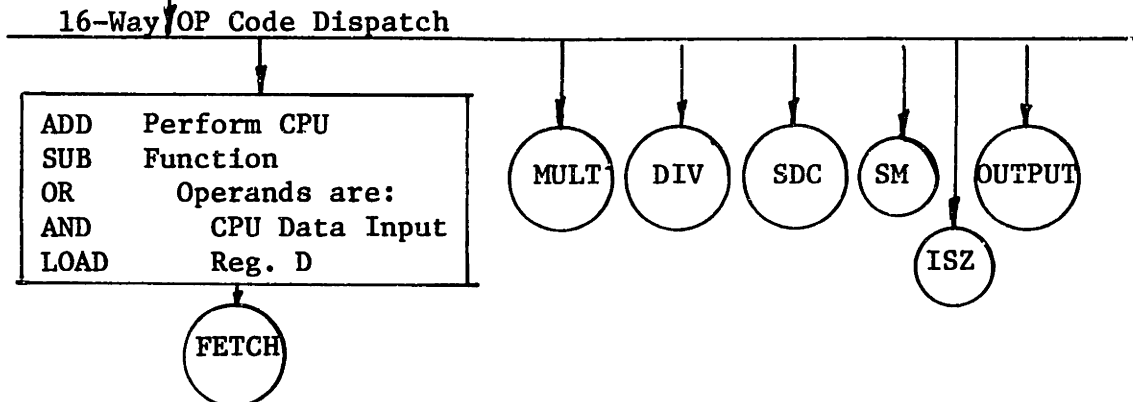 16-Way OP Code Dispatch
ADD Perform CPU
SUB Function
OR Operands are:
AND CPU Data Input
LOAD Reg. D
MULT
DIV
SDC
SM
OUTPUT
ISZ
FETCH